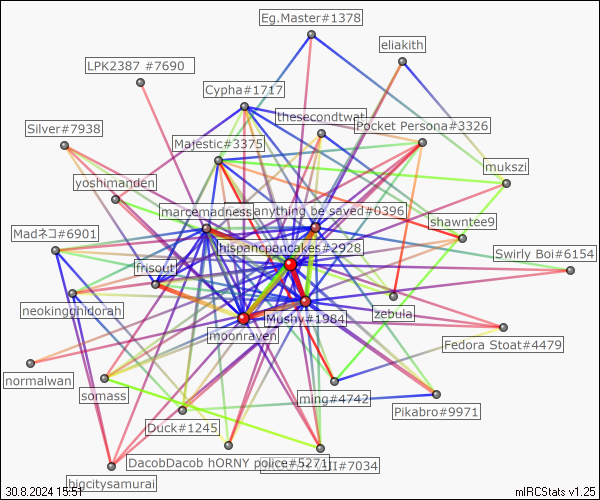 Eg.Master#1378
eliakith
LPK2387 #7690
Cypha#1717
thesecondtwat
Pocket Persona#3326
Silver#7938
Majestic#3375
mukszi
yoshimanden
marcemadness
anything be saved#0396
shawntee9
Madネコ#6901
hispanicpancakes#2928
Swirly Boi#6154
frisout
neokingghidorah
Mushy#1984
zebula
moonraven
Fedora Stoat#4479
normalwan
somass
ming#4742
Pikabro#9971
Duck#1245
DacobDacob hORNY police#5271
III#7034
bigcitysamurai
30.8.2024 15:51
mIRCStats v1.25